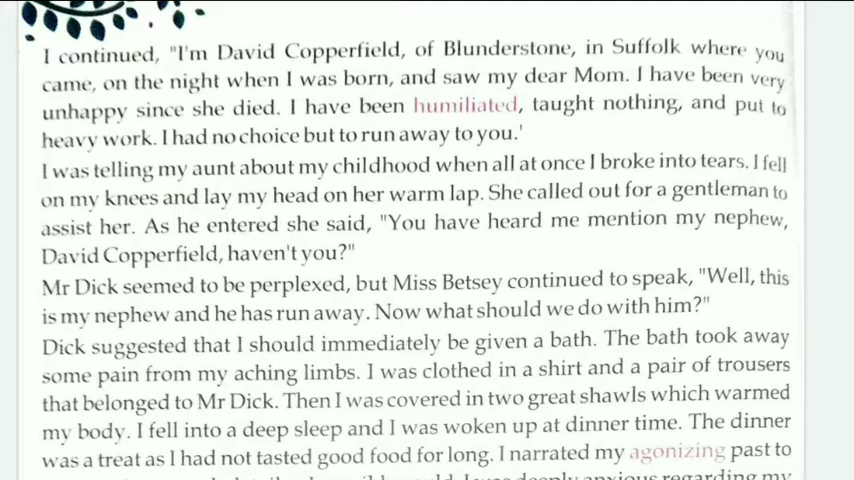 I continued, "I'm David Copperfield, of Blunderstone, in Suffolk where you
came, on the night when I was born, and saw my dear Mom. I have been very
unhappy since she died. I have been humiliated, taught nothing, and put to
heavy work. I had no choice but to run away to you.'
I was telling my aunt about my childhood when all at once I broke into tears. I fell
on my knees and lay my head on her warm lap. She called out for a gentleman to
assist her. As he entered she said, "You have heard me mention my nephew,
David Copperfield, haven't you?"
Mr Dick seemed to be perplexed, but Miss Betsey continued to speak, "Well, this
is my nephew and he has run away. Now what should we do with him?"
Dick suggested that I should immediately be given a bath. The bath took away
some pain from my aching limbs. I was clothed in a shirt and a pair of trousers
that belonged to Mr Dick. Then I was covered in two great shawls which warmed
my body. I fell into a deep sleep and I was woken up at dinner time. The dinner
was a treat as I had not tasted good food for long. I narrated my agonizing past to
deeply anxious regarding my